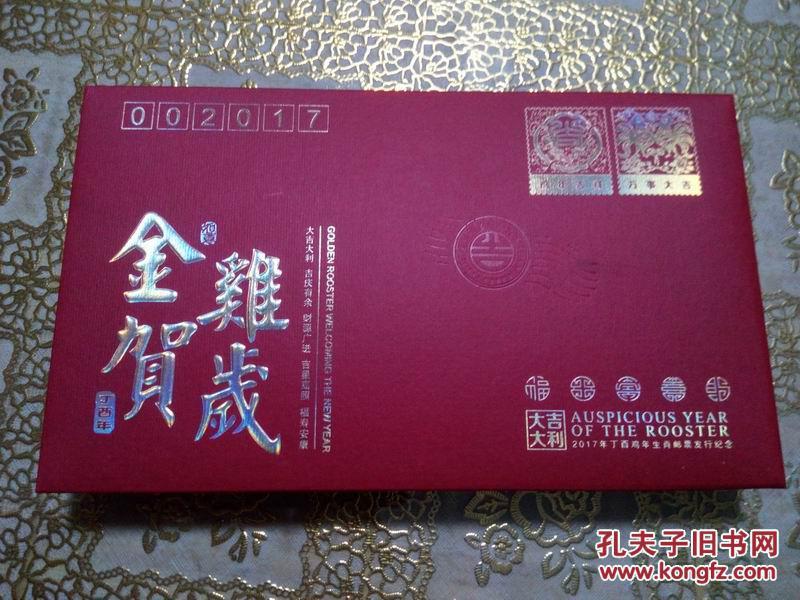 002017
万事大吉
金雞
賀歲
丁酉年
GOLDEN ROOSTER WELCOMING THE NEW YEAR
大吉大利 吉庆有余 财源广进 吉星高照 福寿安康
大吉
大利
AUSPICIOUS YEAR
OF THE ROOSTER
2017年丁酉鸡年生肖邮票发行纪念
孔夫子旧书网
www.kongfz.com